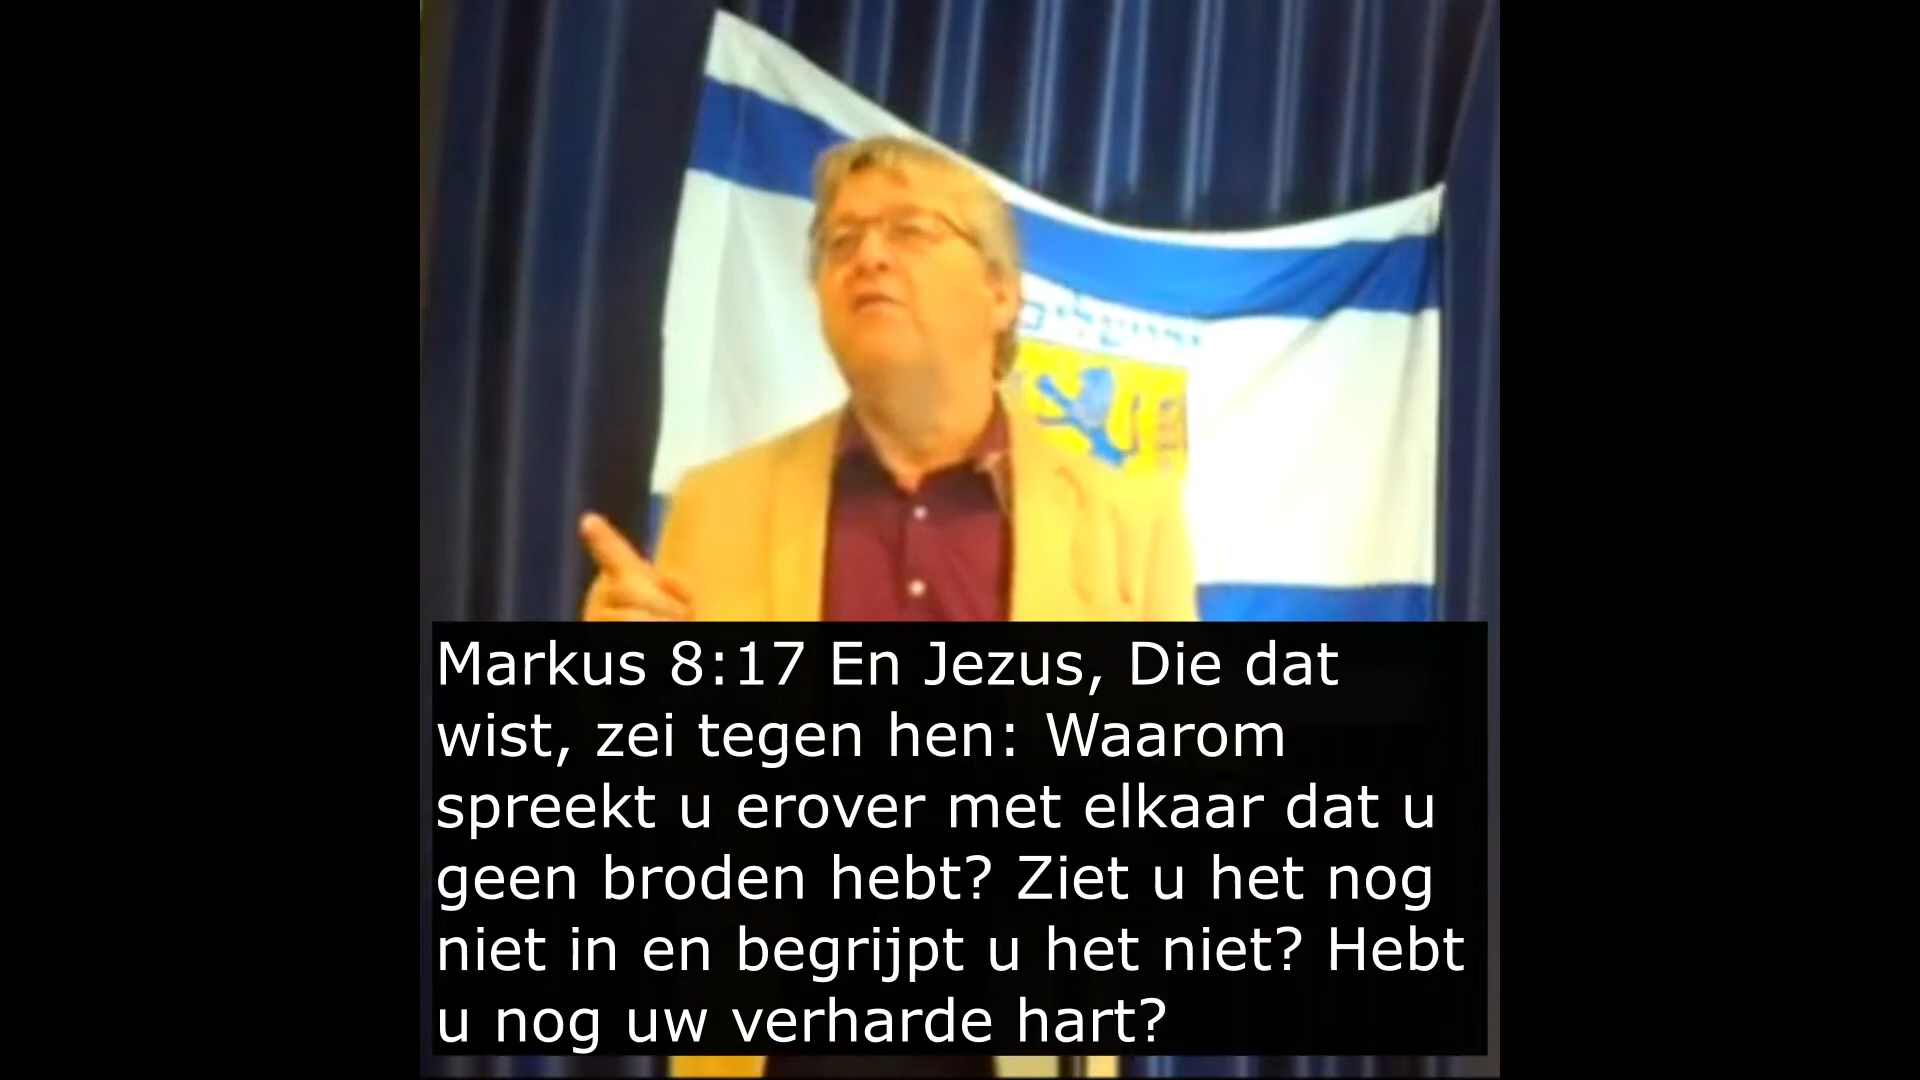 ירושלים
Markus 8:17 En Jezus, Die dat
wist, zei tegen hen: Waarom
spreekt u erover met elkaar dat u
geen broden hebt? Ziet u het nog
niet in en begrijpt u het niet? Hebt
u nog uw verharde hart?